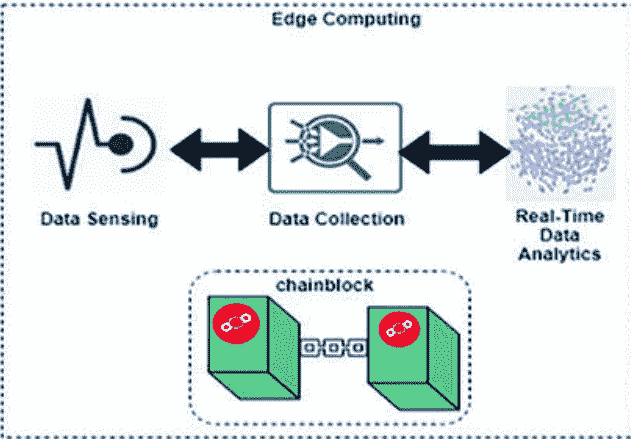 Edge Computing
Data Sensing
Data Collection
Real-Time
Data
Analytics
chainblock